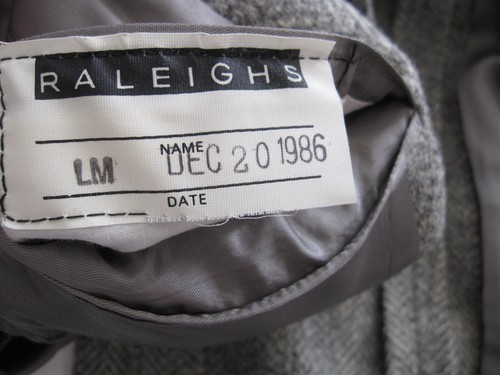 RALEIGHS
NAME
LM DEC 20 1986
DATE